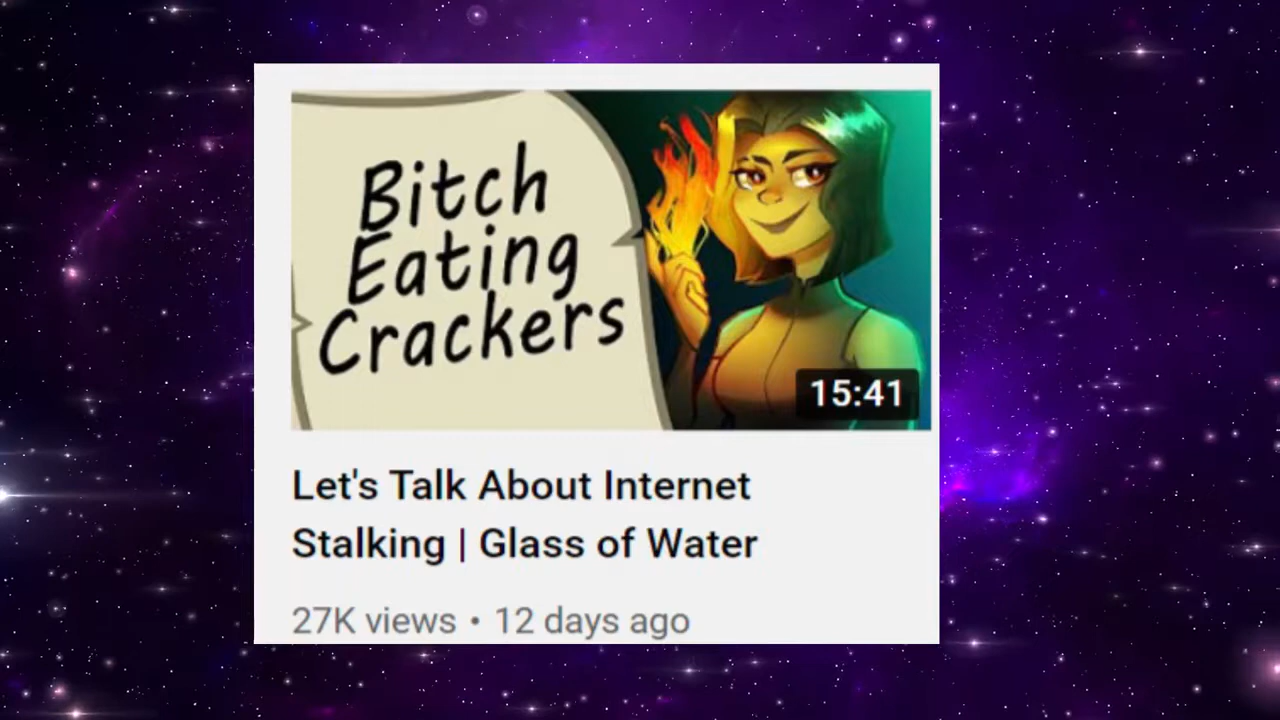 Bitch
Eating
Crackers
15:41
Let's Talk About Internet
Stalking | Glass of Water
27K views • 12 days ago